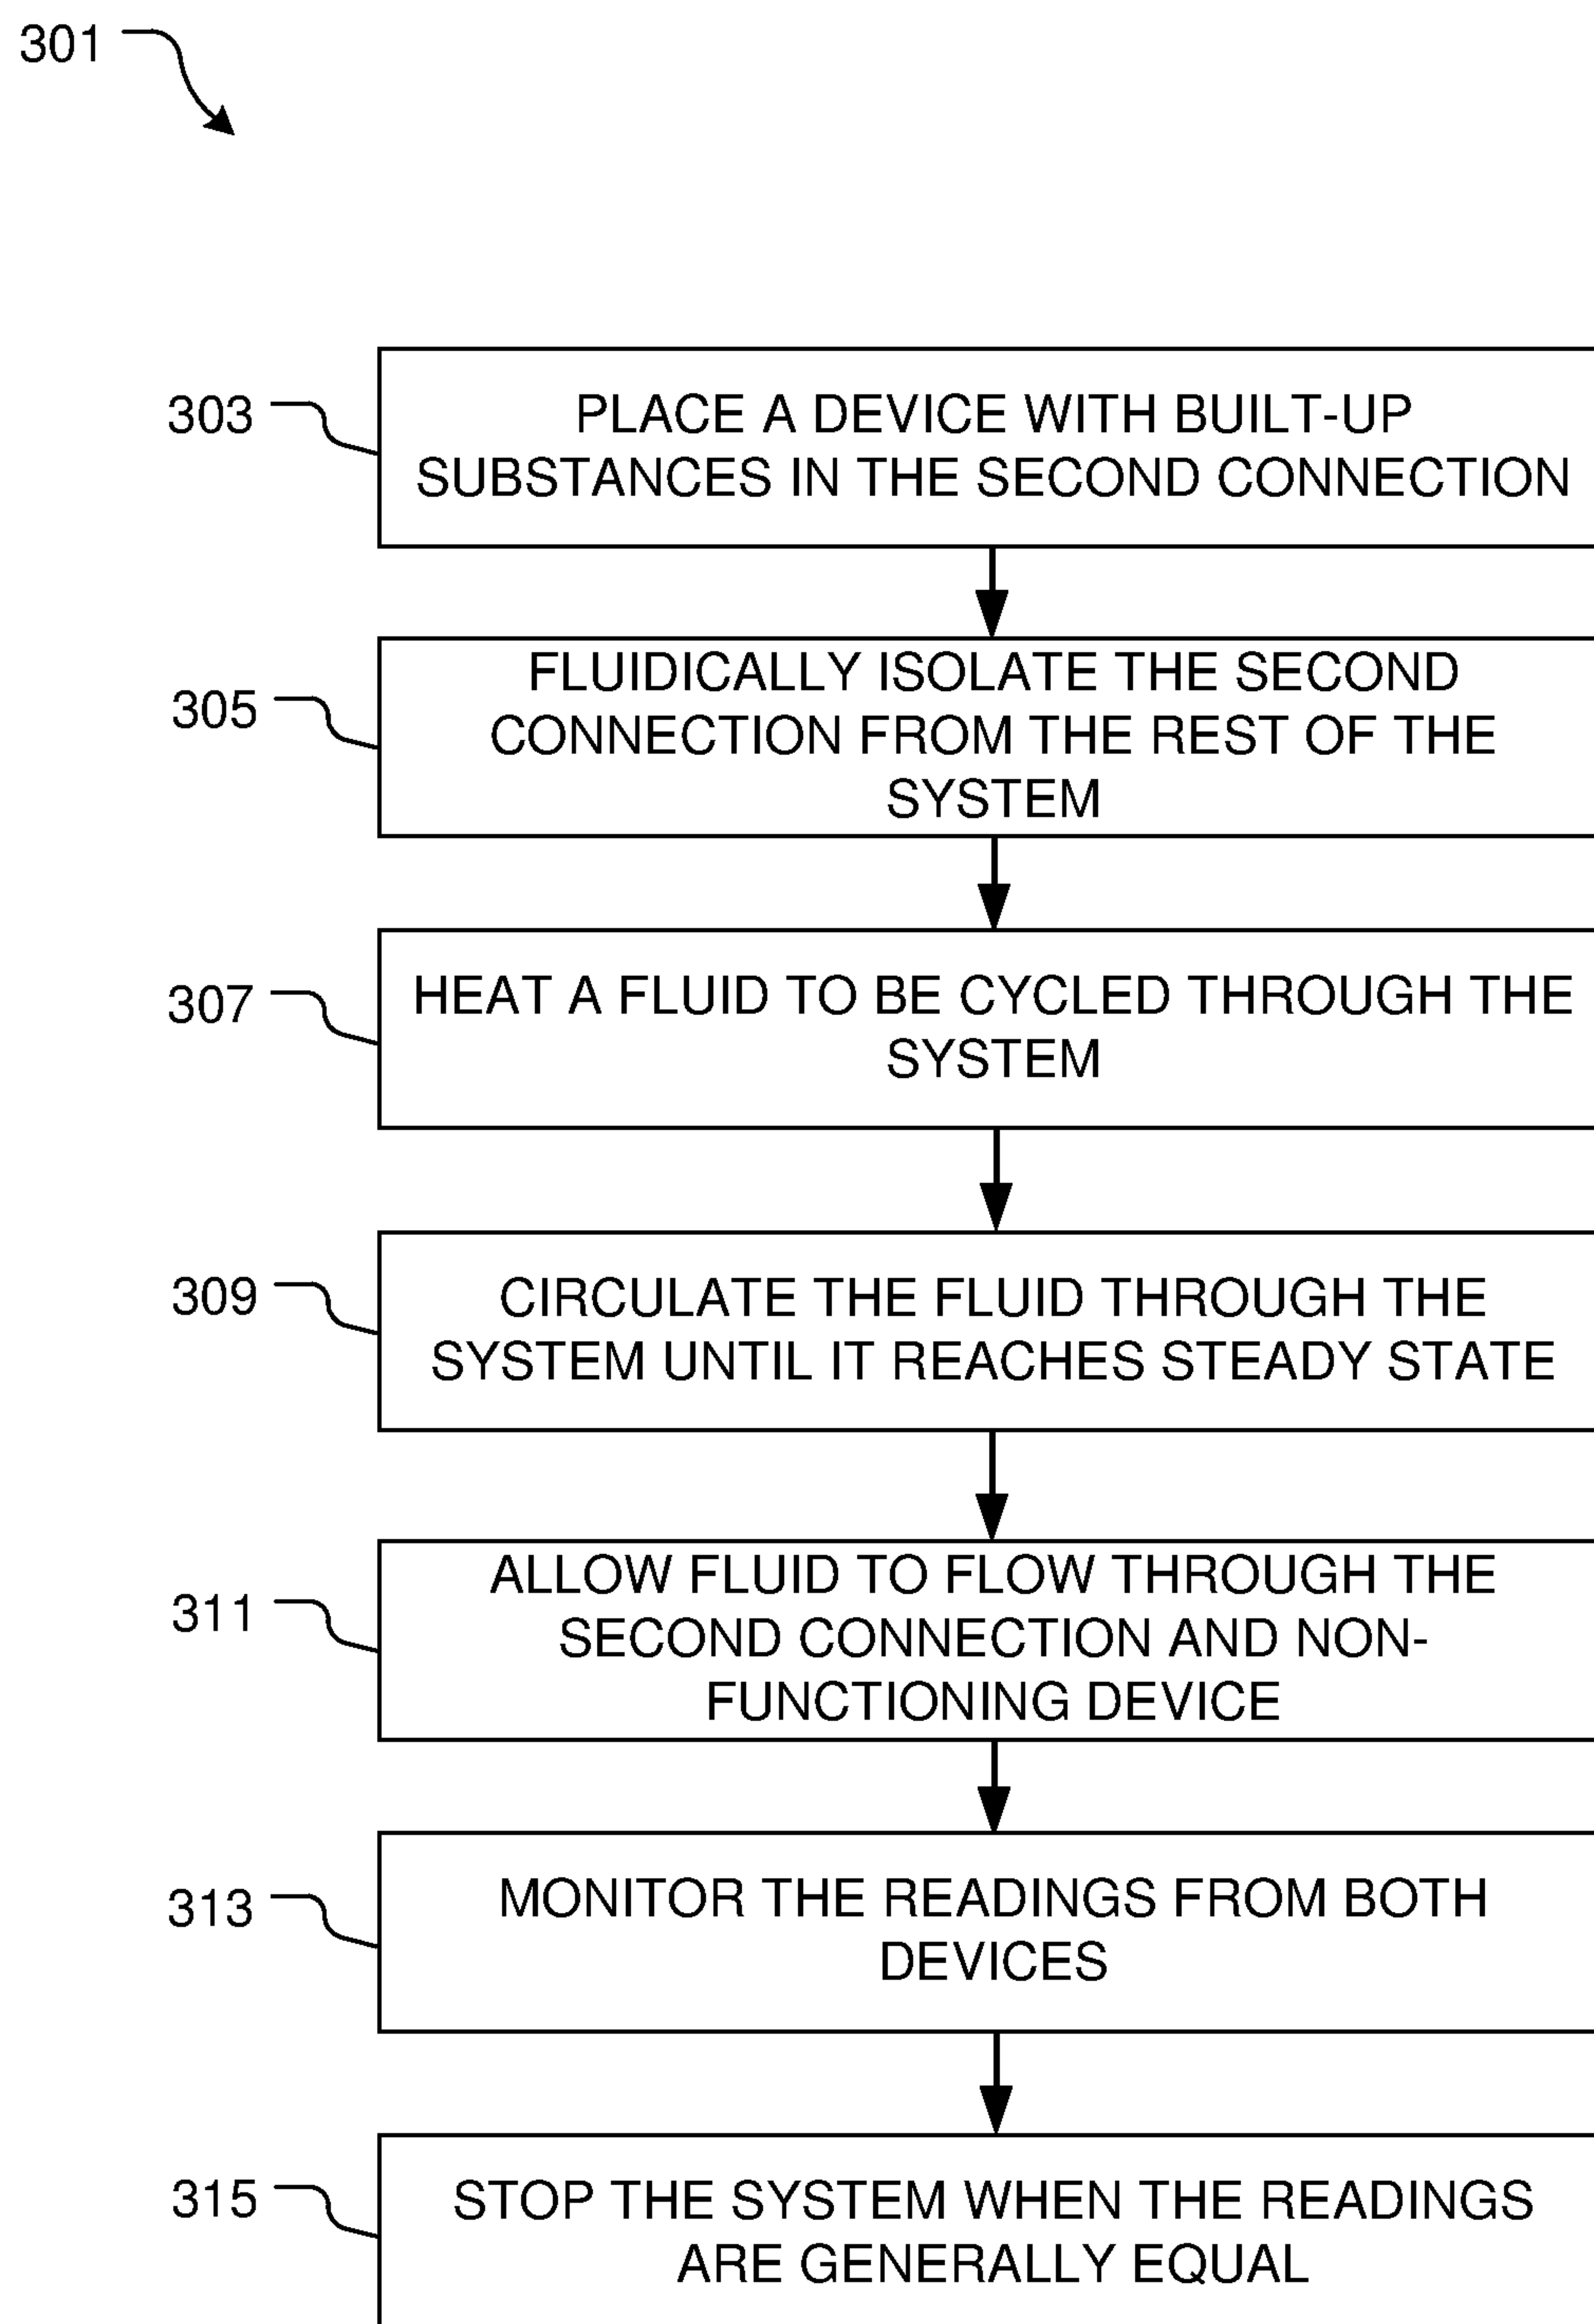 301
303
PLACE A DEVICE WITH BUILT-UP
SUBSTANCES IN THE SECOND CONNECTION
305
FLUIDICALLY ISOLATE THE SECOND
CONNECTION FROM THE REST OF THE
SYSTEM
307
HEAT A FLUID TO BE CYCLED THROUGH THE
SYSTEM
309
CIRCULATE THE FLUID THROUGH THE
SYSTEM UNTIL IT REACHES STEADY STATE
311
ALLOW FLUID TO FLOW THROUGH THE
SECOND CONNECTION AND NON-
FUNCTIONING DEVICE
313
MONITOR THE READINGS FROM BOTH
DEVICES
315
STOP THE SYSTEM WHEN THE READINGS
ARE GENERALLY EQUAL